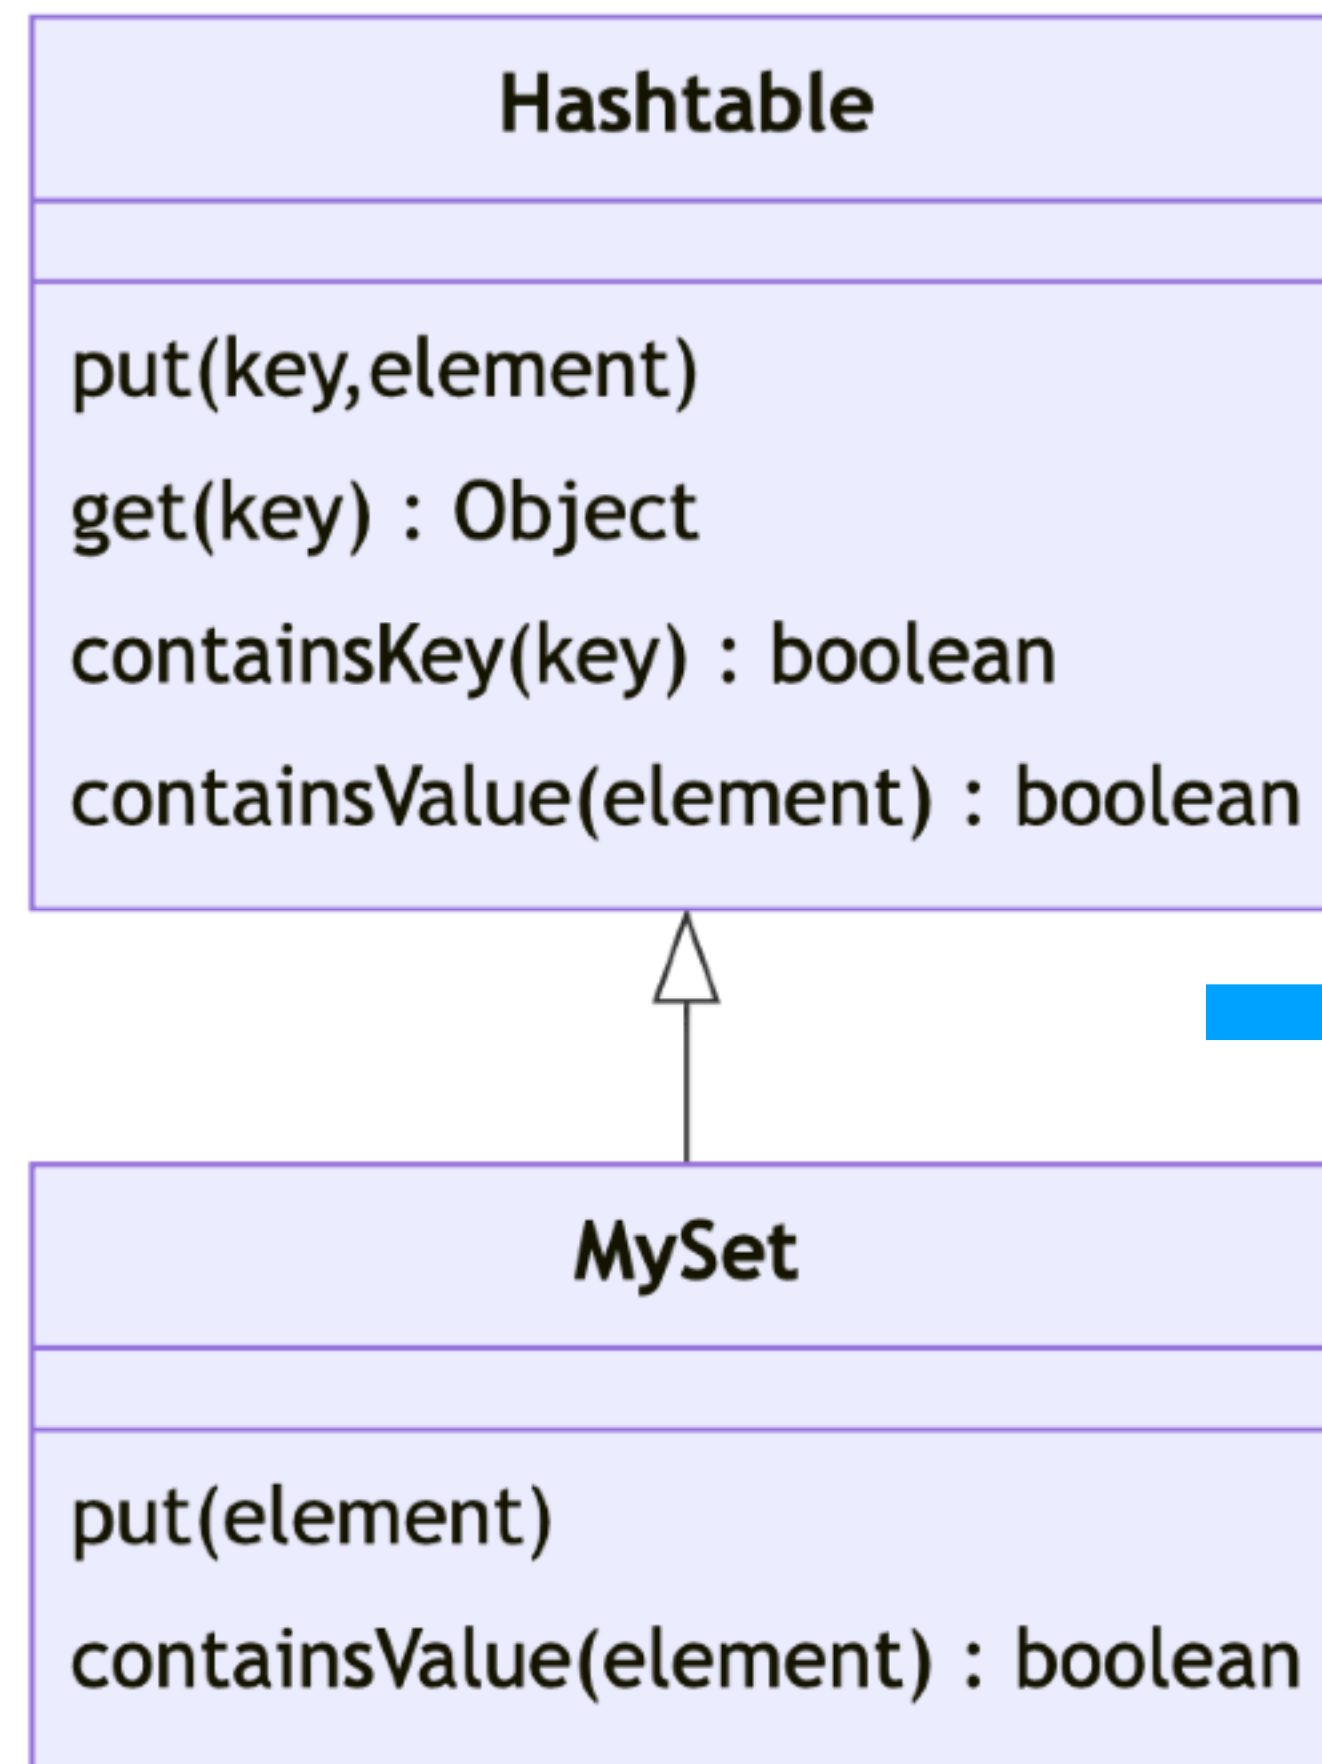 Hashtable
put(key,element)
get(key) : Object
containsKey(key) : boolean
containsValue(element) : boolean
MySet
put(element)
containsValue(element) : boolean